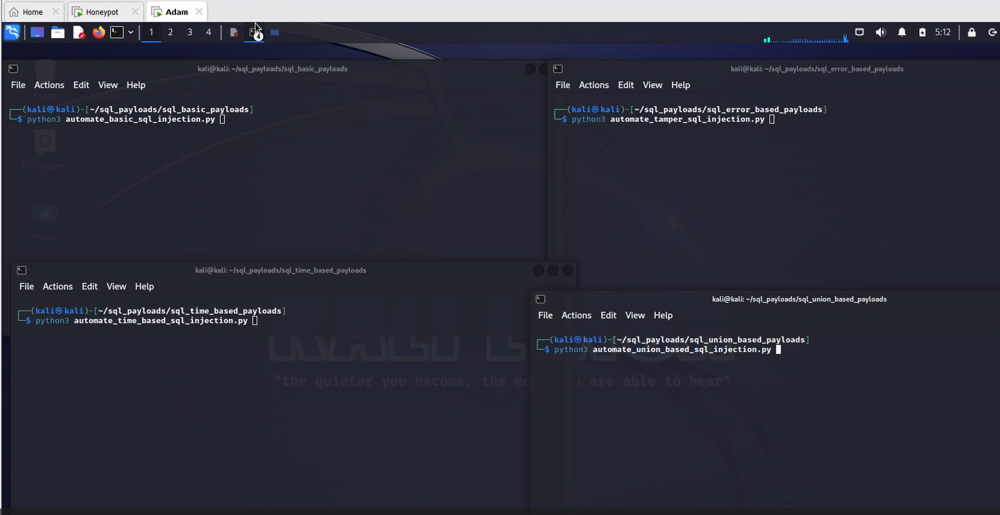 Home
Honeypot
Adam
1 2 3 4
4
5:12
kali@kali: ~/sql_payloads/sql_basic_payloads
File Actions Edit View Help
Trash
┌──(kali㉿kali)-[~/sql_payloads/sql_basic_payloads]
└─$ python3 automate_basic_sql_injection.py
File System
Home
kali@kali: ~/sql_payloads/sql_error_based_payloads
File Actions Edit View Help
┌──(kali㉿kali)-[~/sql_payloads/sql_error_based_payloads]
└─$ python3 automate_tamper_sql_injection.py
kali@kali: ~/sql_payloads/sql_time_based_payloads
File Actions Edit View Help
┌──(kali㉿kali)-[~/sql_payloads/sql_time_based_payloads]
└─$ python3 automate_time_based_sql_injection.py
kali@kali: ~/sql_payloads/sql_union_based_payloads
File Actions Edit View Help
┌──(kali㉿kali)-[~/sql_payloads/sql_union_based_payloads]
└─$ python3 automate_union_based_sql_injection.py
"the quieter you become, the are able to hear"